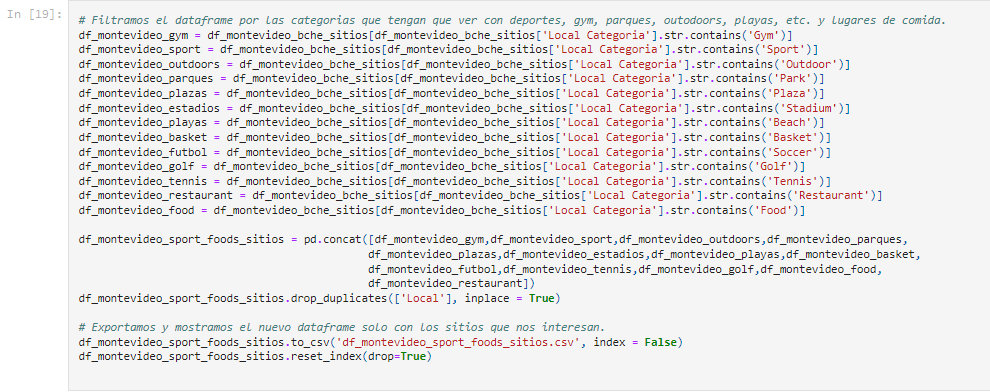 In [19]:
# Filtramos el dataframe por las categorias que tengan que ver con deportes, gym, parques, outodoors, playas, etc. y lugares de comida.
df_montevideo_gym = df_montevideo_bche_sitios[df_montevideo_bche_sitios['Local Categoria'].str.contains('Gym')]
df_montevideo_sport = df_montevideo_bche_sitios[df_montevideo_bche_sitios['Local Categoria'].str.contains('Sport')]
df_montevideo_outdoors = df_montevideo_bche_sitios[df_montevideo_bche_sitios['Local Categoria'].str.contains('Outdoor')]
df_montevideo_parques = df_montevideo_bche_sitios[df_montevideo_bche_sitios['Local Categoria'].str.contains('Park')]
df_montevideo_plazas = df_montevideo_bche_sitios[df_montevideo_bche_sitios['Local Categoria'].str.contains('Plaza')]
df_montevideo_estadios = df_montevideo_bche_sitios[df_montevideo_bche_sitios['Local Categoria'].str.contains('Stadium')]
df_montevideo_playas = df_montevideo_bche_sitios[df_montevideo_bche_sitios['Local Categoria'].str.contains('Beach')]
df_montevideo_basket = df_montevideo_bche_sitios[df_montevideo_bche_sitios['Local Categoria'].str.contains('Basket')]
df_montevideo_futbol = df_montevideo_bche_sitios[df_montevideo_bche_sitios['Local Categoria'].str.contains('Soccer')]
df_montevideo_golf = df_montevideo_bche_sitios[df_montevideo_bche_sitios['Local Categoria'].str.contains('Golf')]
df_montevideo_tennis = df_montevideo_bche_sitios[df_montevideo_bche_sitios['Local Categoria'].str.contains('Tennis')]
df_montevideo_restaurant = df_montevideo_bche_sitios[df_montevideo_bche_sitios['Local Categoria'].str.contains('Restaurant')]
df_montevideo_food = df_montevideo_bche_sitios[df_montevideo_bche_sitios['Local Categoria'].str.contains('Food')]
df_montevideo_sport_foods_sitios = pd.concat([df_montevideo_gym,df_montevideo_sport,df_montevideo_outdoors,df_montevideo_parques,
df_montevideo_plazas,df_montevideo_estadios,df_montevideo_playas,df_montevideo_basket,
df_montevideo_futbol,df_montevideo_tennis,df_montevideo_golf,df_montevideo_food,
df_montevideo_restaurant])
df_montevideo_sport_foods_sitios.drop_duplicates(['Local'], inplace = True)
# Exportamos y mostramos el nuevo dataframe solo con los sitios que nos interesan.
df_montevideo_sport_foods_sitios.to_csv('df_montevideo_sport_foods_sitios.csv', index = False)
df_montevideo_sport_foods_sitios.reset_index(drop=True)